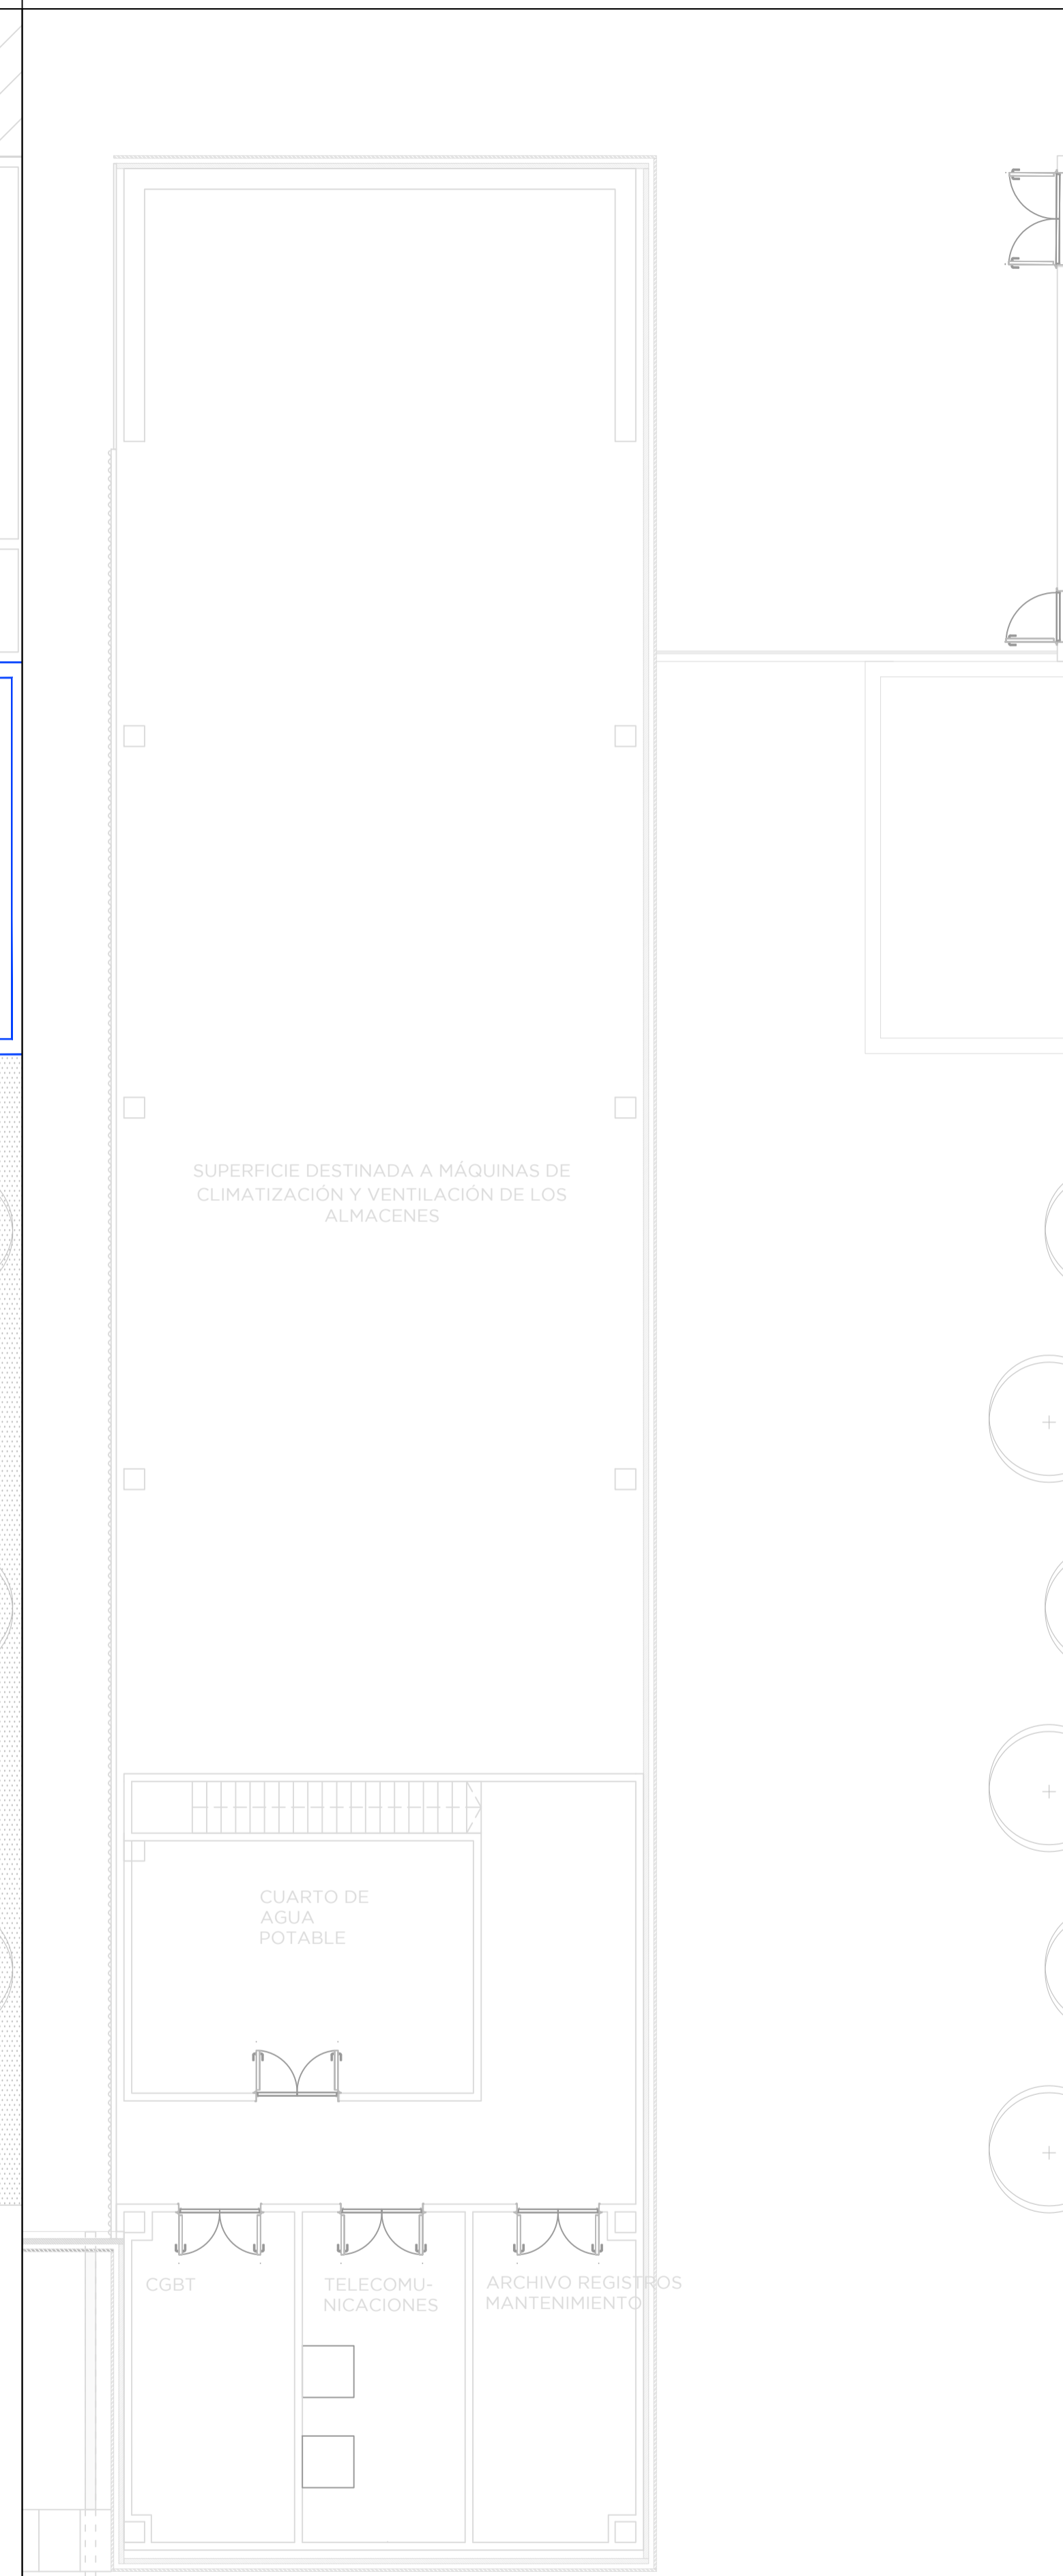 SUPERFICIE DESTINADA A MÁQUINAS DE
CLIMATIZACIÓN Y VENTILACIÓN DE LOS
ALMACENES
CUARTO DE
AGUA
POTABLE
CGBT
TELECOMU-
NICACIONES
ARCHIVO REGISTROS
MANTENIMIENTO